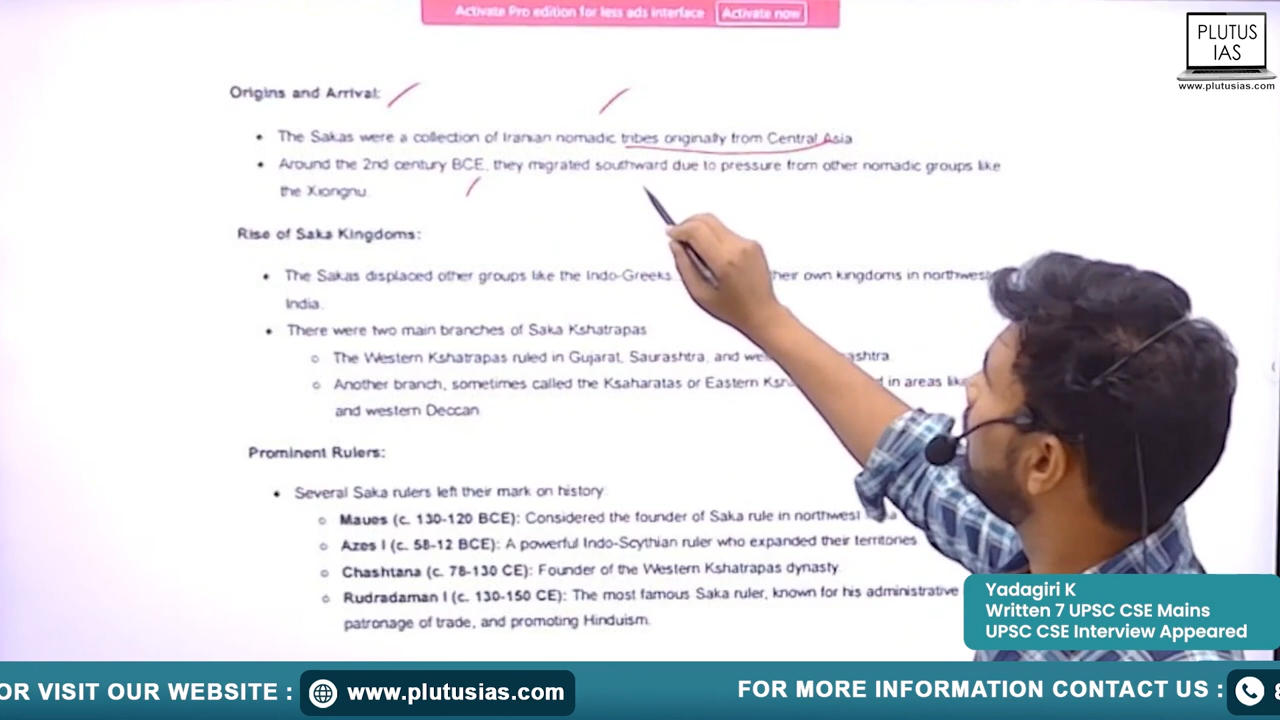 Activate Pro edition for less ads interface Activate now
PLUTUS
IAS
www.plutusias.com
Origins and Arrival:
The Sakas were a collection of Iranian nomadic tribes originally from Central Asia
Around the 2nd century BCE, they migrated southward due to pressure from other nomadic groups like
the Xiongnu.
Rise of Saka Kingdoms:
The Sakas displaced other groups like the Indo-Greeks their own kingdoms in
India.
There were two main branches of Saka Kshatrapas
The Western Kshatrapas ruled in Gujarat, Saurashtra, and
Another branch, sometimes called the Ksaharatas or Eastern in areas
and western Deccan
Prominent Rulers:
Several Saka rulers left their mark on history:
Maues (c. 130-120 BCE): Considered the founder of Saka rule in northwest
Azes I (c. 58-12 BCE): A powerful Indo-Scythian ruler who expanded their territories
Chashtana (c. 78-130 CE): Founder of the Western Kshatrapas dynasty.
Rudradaman I (c. 130-150 CE): The most famous Saka ruler, known for his administrative
patronage of trade, and promoting Hinduism.
Yadagiri K
Written 7 UPSC CSE Mains
UPSC CSE Interview Appeared
OR VISIT OUR WEBSITE : www.plutusias.com
FOR MORE INFORMATION CONTACT US : 8